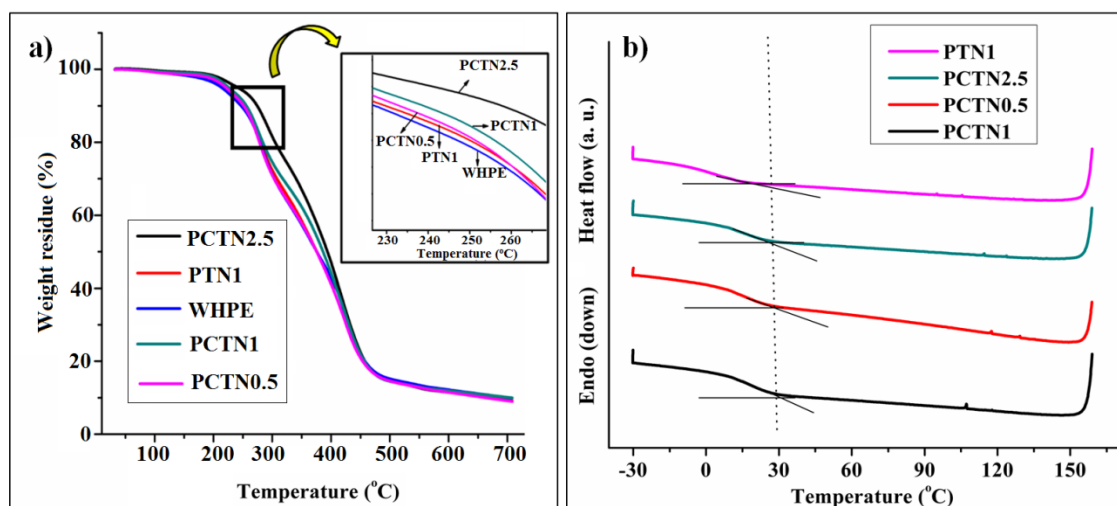 a)
Weight residue (%)
100
80
60
40
20
0
100
200
300
400
500
600
700
Temperature (°C)
PCTN2.5
PTN1
WHPE
PCTN1
PCTN0.5
PCTN2.5
PCTN1
PCTN0.5
PTN1
WHPE
230
240
250
260
Temperature (°C)
b)
Endo (down)
Heat flow (a. u.)
PTN1
PCTN2.5
PCTN0.5
PCTN1
-30
0
30
60
90
120
150
Temperature (°C)